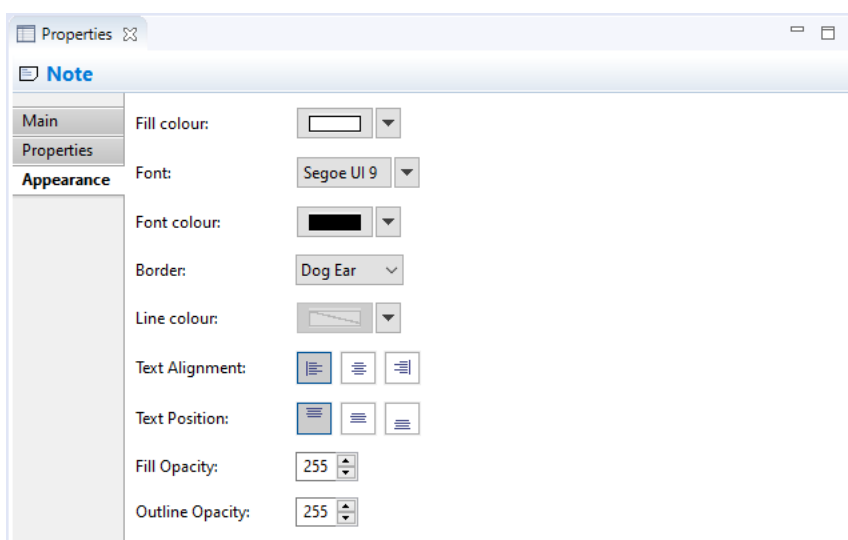 Properties
Note
Main
Properties
Appearance
Fill colour:
Font: Segoe UI 9
Font colour:
Border: Dog Ear
Line colour:
Text Alignment:
Text Position:
Fill Opacity: 255
Outline Opacity: 255